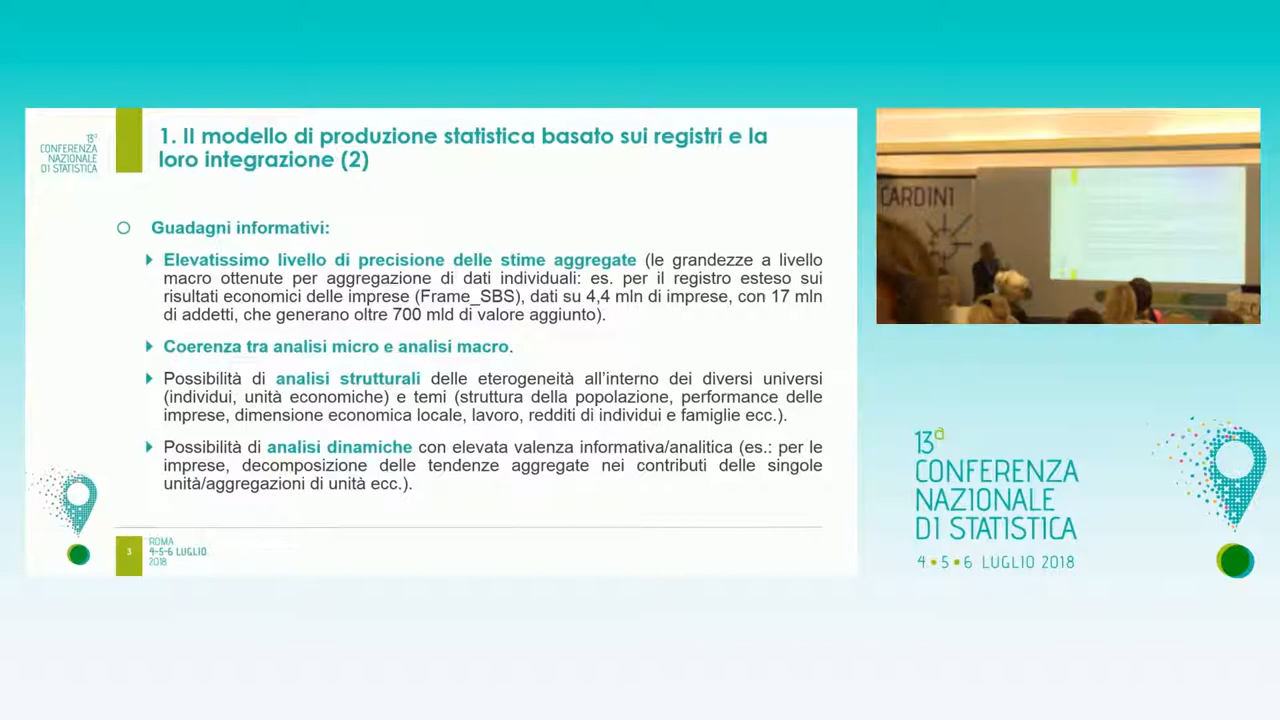 13ª
CONFERENZA
NAZIONALE
DI STATISTICA
1. Il modello di produzione statistica basato sui registri e la
loro integrazione (2)
Guadagni informativi:
Elevatissimo livello di precisione delle stime aggregate (le grandezze a livello
macro ottenute per aggregazione di dati individuali: es. per il registro esteso sui
risultati economici delle imprese (Frame_SBS), dati su 4,4 mln di imprese, con 17 mln
di addetti, che generano oltre 700 mld di valore aggiunto).
Coerenza tra analisi micro e analisi macro.
Possibilità di analisi strutturali delle eterogeneità all'interno dei diversi universi
(individui, unità economiche) e temi (struttura della popolazione, performance delle
imprese, dimensione economica locale, lavoro, redditi di individui e famiglie ecc.).
Possibilità di analisi dinamiche con elevata valenza informativa/analitica (es.: per le
imprese, decomposizione delle tendenze aggregate nei contributi delle singole
unità/aggregazioni di unità ecc.).
3
ROMA
4-5-6 LUGLIO
2018
CARDINI
13ª
CONFERENZA
NAZIONALE
DI STATISTICA
4 • 5 • 6 LUGLIO 2018